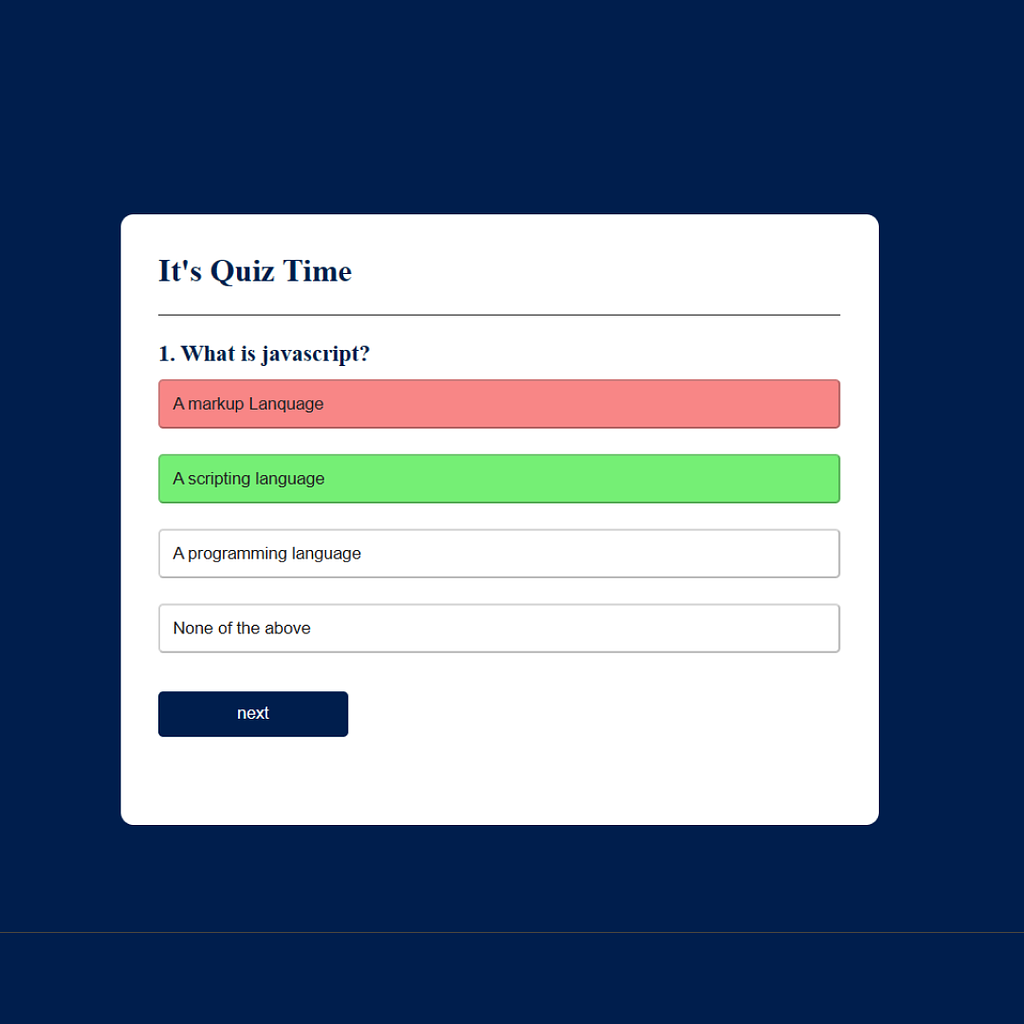 It's Quiz Time
1. What is javascript?
A markup Lanquage
A scripting language
A programming language
None of the above
next